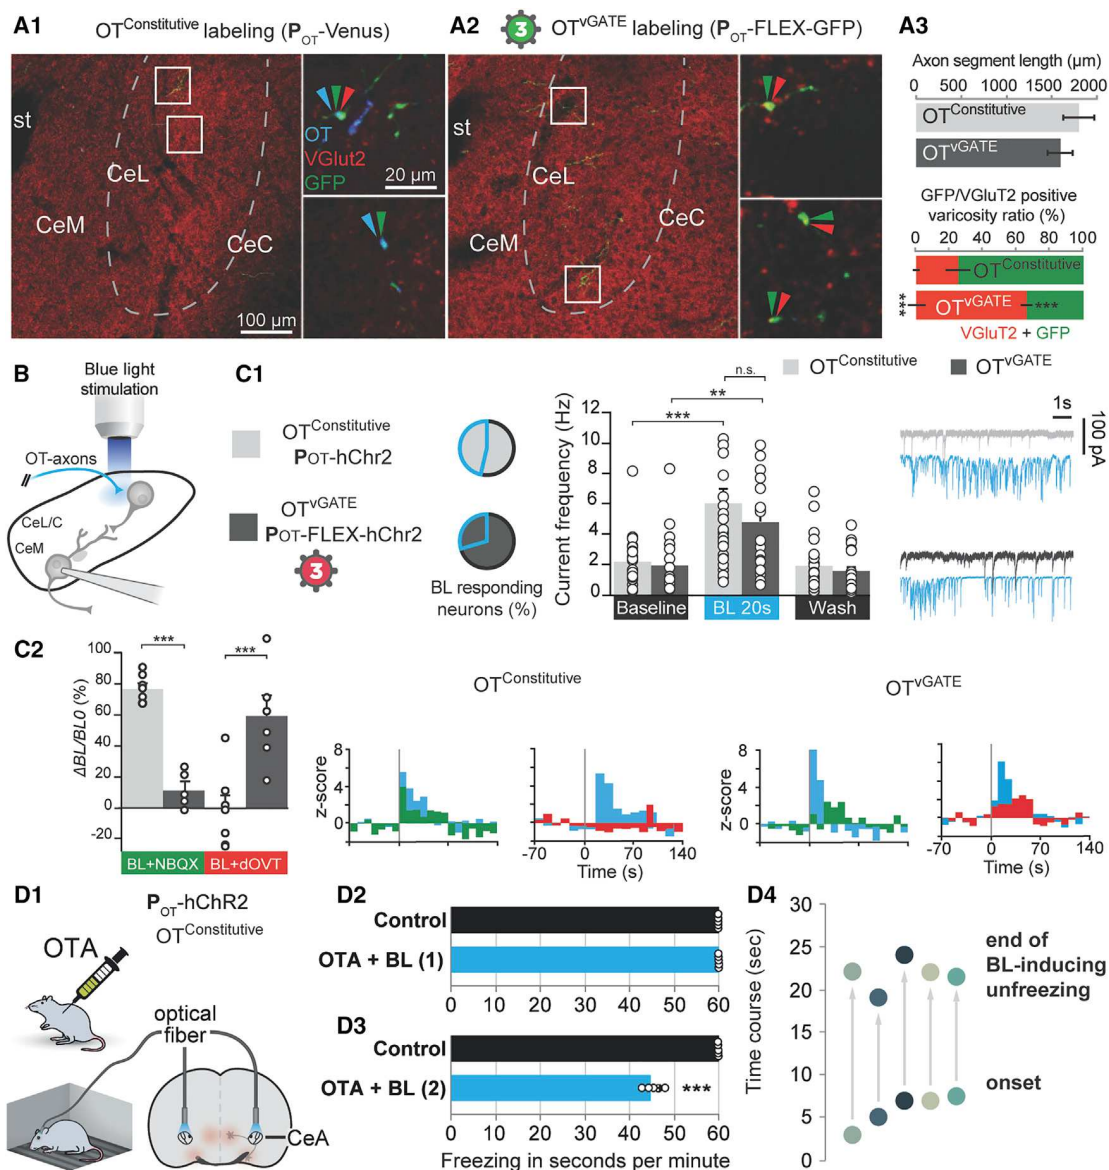 A1
OTConstitutive labeling (POT-Venus)
st
CeL
CeM
CeC
100 µm
OT
VGlut2
GFP
20 µm
A2
3
OTvGATE labeling (POT-FLEX-GFP)
st
CeL
CeM
CeC
A3
Axon segment length (µm)
0 500 1000 1500 2000
OTConstitutive
OTvGATE
GFP/VGluT2 positive
varicosity ratio (%)
0 20 40 60 80 100
OTConstitutive
*** OTvGATE ***
VGluT2 + GFP
B
Blue light
stimulation
OT-axons
CeL/C
CeM
C1
OTConstitutive
POT-hChr2
OTvGATE
POT-FLEX-hChr2
3
BL responding
neurons (%)
OTConstitutive
OTvGATE
n.s.
**
***
Current frequency (Hz)
12
10
8
6
4
2
0
Baseline
BL 20s
Wash
1s
100 pA
C2
ΔBL/BL0 (%)
100
80
60
40
20
0
-20
***
***
BL+NBQX
BL+dOVT
OTConstitutive
z-score
8
4
0
-70 0 70 140
Time (s)
OTvGATE
z-score
8
4
0
-70 0 70 140
Time (s)
D1
POT-hChR2
OTConstitutive
OTA
optical
fiber
CeA
D2
Control
OTA + BL (1)
0 10 20 30 40 50 60
D3
Control
OTA + BL (2)
***
0 10 20 30 40 50 60
Freezing in seconds per minute
D4
Time course (sec)
30
25
20
15
10
5
0
end of
BL-inducing
unfreezing
onset